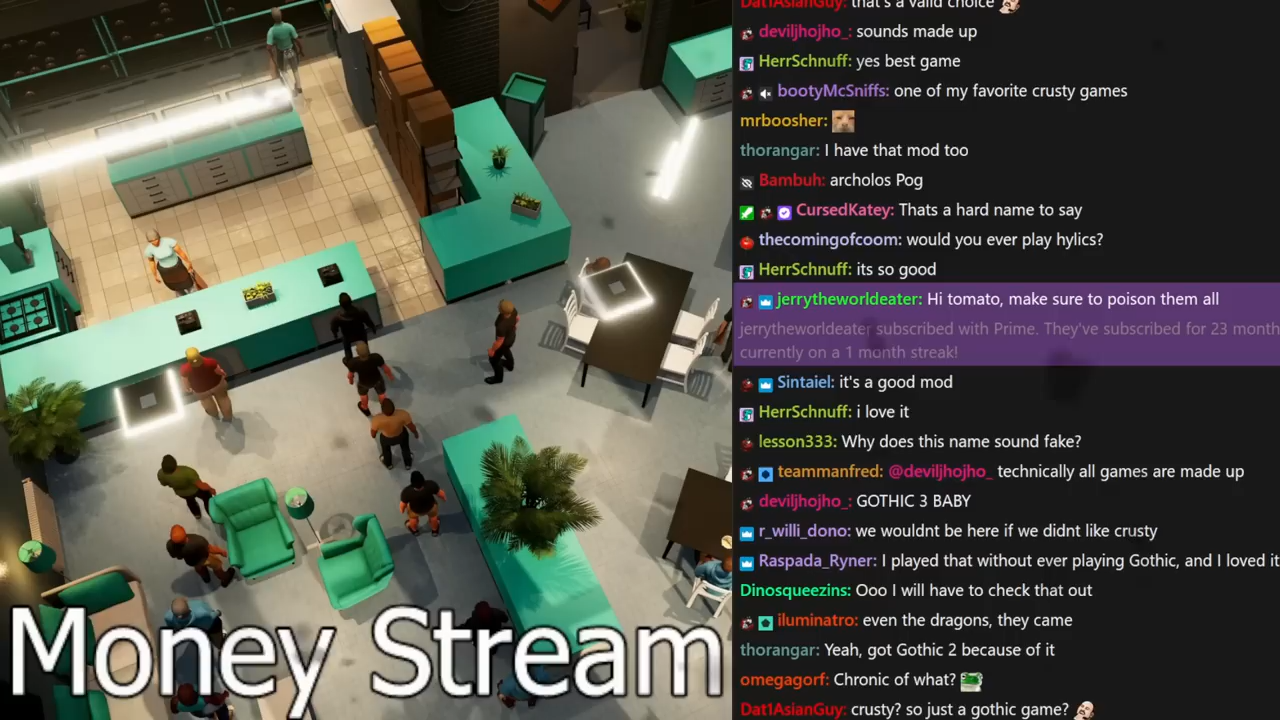 Dat1AsianGuy: that's a valid choice
deviljhojho_: sounds made up
HerrSchnuff: yes best game
bootyMcSniffs: one of my favorite crusty games
mrboosher:
thorangar: I have that mod too
Bambuh: archolos Pog
CursedKatey: Thats a hard name to say
thecomingofcoom: would you ever play hylics?
HerrSchnuff: its so good
jerrytheworldeater: Hi tomato, make sure to poison them all
jerrytheworldeater subscribed with Prime. They've subscribed for 23 month
currently on a 1 month streak!
Sintaiel: it's a good mod
HerrSchnuff: i love it
lesson333: Why does this name sound fake?
teammanfred: @deviljhojho_ technically all games are made up
deviljhojho_: GOTHIC 3 BABY
r_willi_dono: we wouldnt be here if we didnt like crusty
Raspada_Ryner: I played that without ever playing Gothic, and I loved it
Dinosqueezins: Ooo I will have to check that out
iluminatro: even the dragons, they came
thorangar: Yeah, got Gothic 2 because of it
omegagorf: Chronic of what?
Dat1AsianGuy: crusty? so just a gothic game?
Money Stream